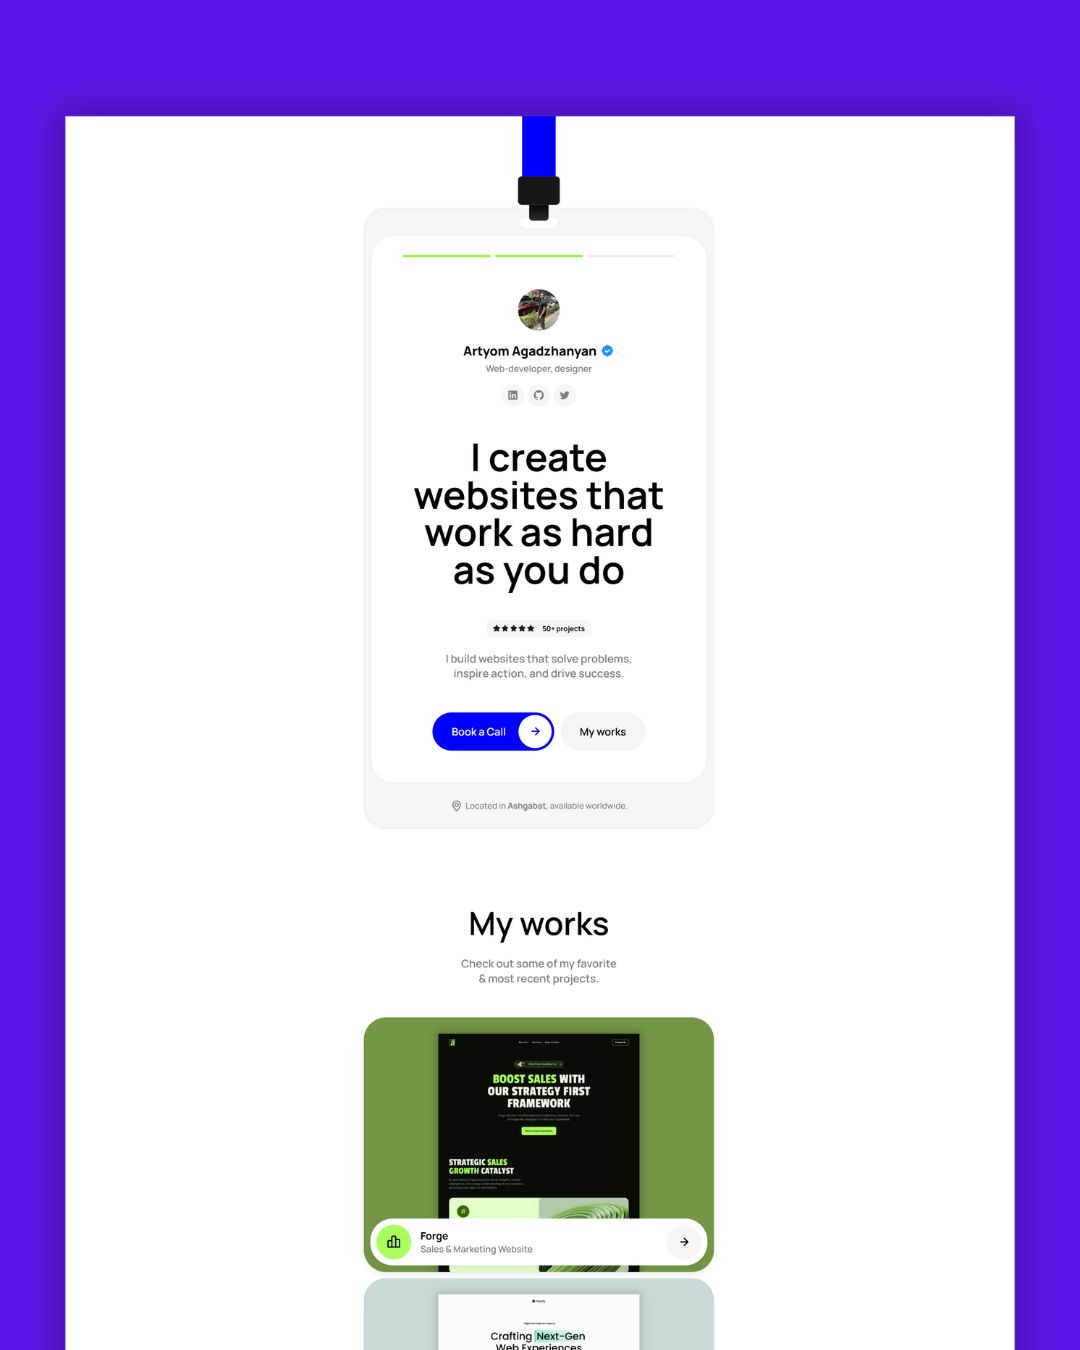 Artyom Agadzhanyan
Web-developer, designer
I create
websites that
work as hard
as you do
50+ projects
I build websites that solve problems,
inspire action, and drive success.
Book a Call
My works
Located in Ashgabat, available worldwide.
My works
Check out some of my favorite
& most recent projects.
BOOST SALES WITH
OUR STRATEGY FIRST
FRAMEWORK
STRATEGIC SALES
GROWTH CATALYST
Forge
Sales & Marketing Website
Crafting Next-Gen
Web Experiences